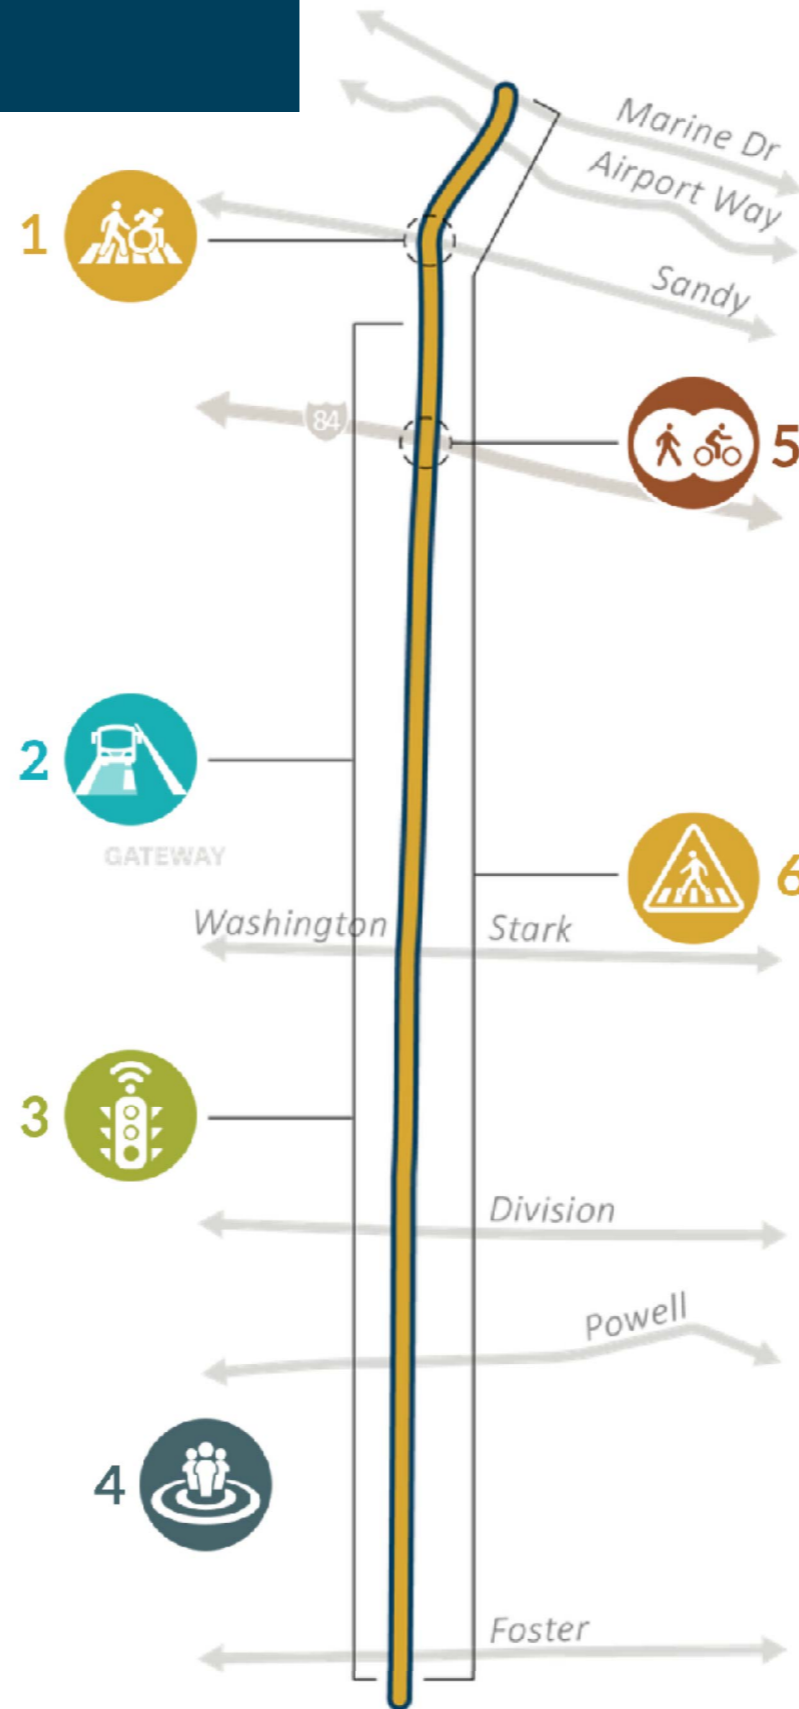 Marine Dr
Airport Way
1
Sandy
84
5
2
GATEWAY
6
Washington
Stark
3
Division
Powell
4
Foster